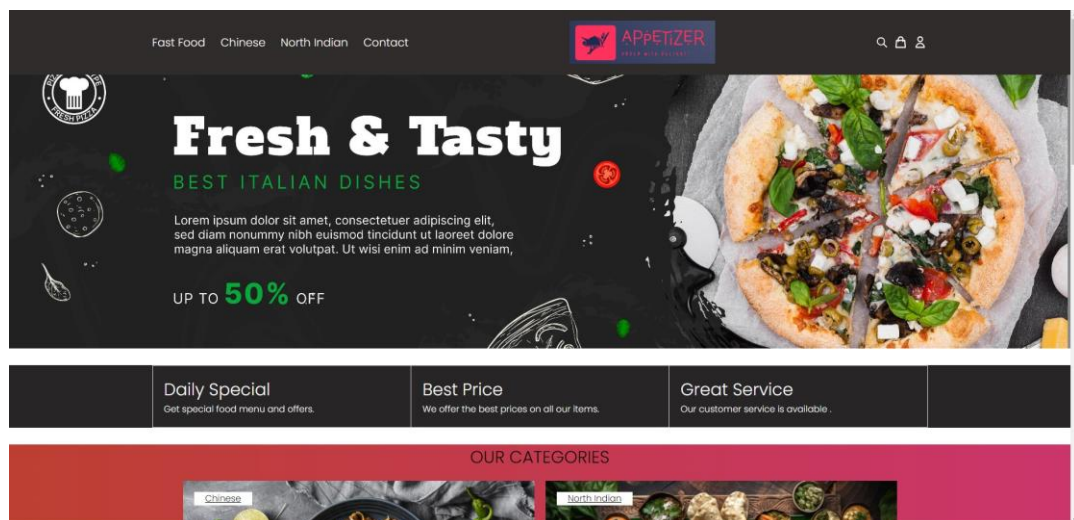 Fast Food Chinese North Indian Contact
APPETIZER
FRESH PIZZA
Fresh & Tasty
BEST ITALIAN DISHES
Lorem ipsum dolor sit amet, consectetuer adipiscing elit,
sed diam nonummy nibh euismod tincidunt ut laoreet dolore
magna aliquam erat volutpat. Ut wisi enim ad minim veniam,
UP TO 50% OFF
Daily Special
Get special food menu and offers.
Best Price
We offer the best prices on all our items.
Great Service
Our customer service is available .
OUR CATEGORIES
Chinese
North Indian